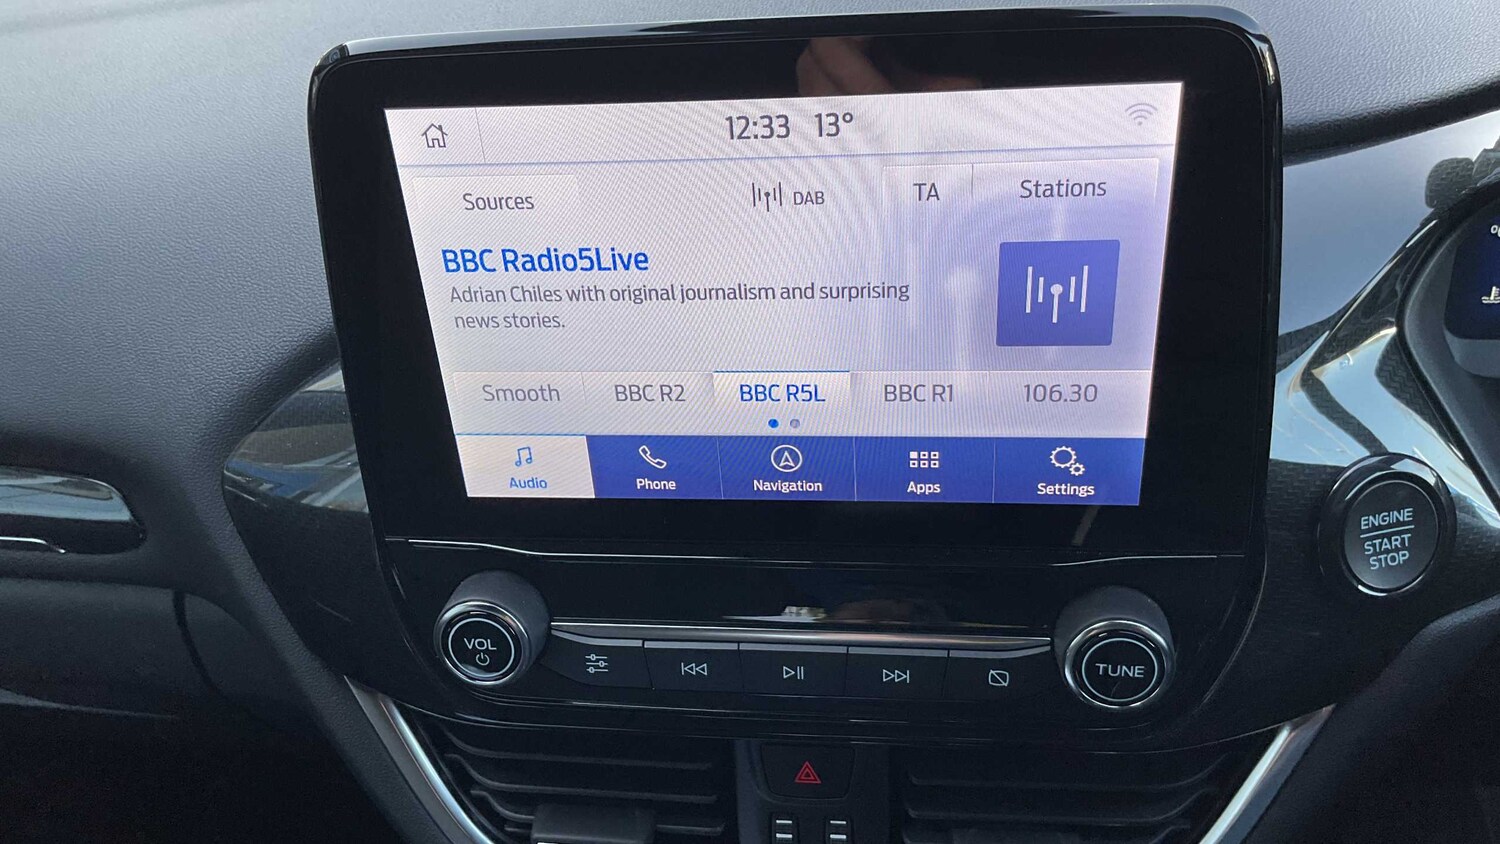 12:33 13°
Sources DAB TA Stations
BBC Radio5Live
Adrian Chiles with original journalism and surprising
news stories.
Smooth BBC R2 BBC R5L BBC R1 106.30
Audio Phone Navigation Apps Settings
ENGINE
START
STOP
VOL
TUNE